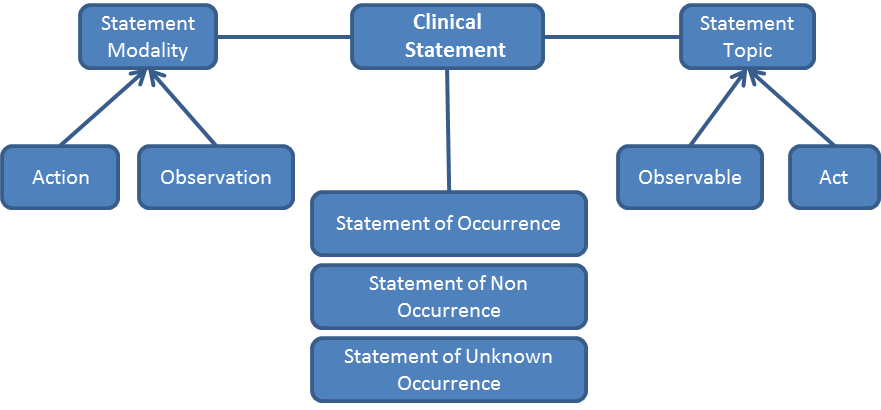 Statement
Modality
Clinical
Statement
Statement
Topic
Action
Observation
Observable
Act
Statement of Occurrence
Statement of Non
Occurrence
Statement of Unknown
Occurrence